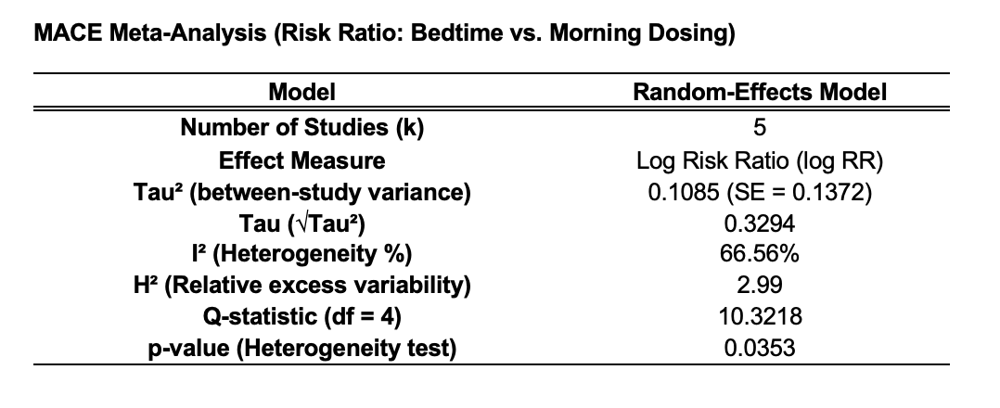 MACE Meta-Analysis (Risk Ratio: Bedtime vs. Morning Dosing)
Model Random-Effects Model
Number of Studies (k) 5
Effect Measure Log Risk Ratio (log RR)
Tau² (between-study variance) 0.1085 (SE = 0.1372)
Tau (√Tau²) 0.3294
I² (Heterogeneity %) 66.56%
H² (Relative excess variability) 2.99
Q-statistic (df = 4) 10.3218
p-value (Heterogeneity test) 0.0353